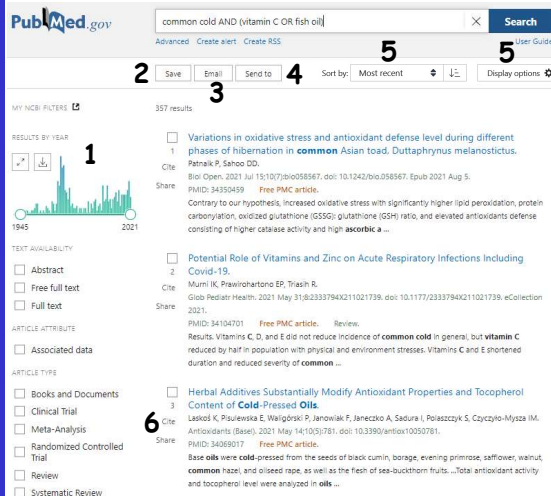 PubMed.gov
common cold AND (vitamin C OR fish oil)
Search
Advanced Create alert Create RSS
User Guide
5
5
2 Save Email Send to 4 Sort by: Most recent Display options
3
MY NCBI FILTERS
357 results
RESULTS BY YEAR
1
1945 2021
TEXT AVAILABILITY
Abstract
Free full text
Full text
ARTICLE ATTRIBUTE
Associated data
ARTICLE TYPE
Books and Documents
Clinical Trial
Meta-Analysis
Randomized Controlled
Trial
Review
Systematic Review
1
Cite
Share
Variations in oxidative stress and antioxidant defense level during different
phases of hibernation in common Asian toad, Duttaphrynus melanostictus.
Patnaik P, Sahoo DD.
Biol Open. 2021 Jul 15;10(7):bio058567. doi: 10.1242/bio.058567. Epub 2021 Aug 5.
PMID: 34350459 Free PMC article.
Contrary to our hypothesis, increased oxidative stress with significantly higher lipid peroxidation, protein
carbonylation, oxidized glutathione (GSSG): glutathione (GSH) ratio, and elevated antioxidants defense
consisting of higher catalase activity and high ascorbic a ...
2
Cite
Share
Potential Role of Vitamins and Zinc on Acute Respiratory Infections Including
Covid-19.
Murni IK, Prawirohartono EP, Triasih R.
Glob Pediatr Health. 2021 May 31;8:2333794X211021739. doi: 10.1177/2333794X211021739. eCollection
2021.
PMID: 34104701 Free PMC article. Review.
Results. Vitamins C, D, and E did not reduce incidence of common cold in general, but vitamin C
reduced by half in population with physical and environment stresses. Vitamins C and E shortened
duration and reduced severity of common ...
3
6 Cite
Share
Herbal Additives Substantially Modify Antioxidant Properties and Tocopherol
Content of Cold-Pressed Oils.
Laskoś K, Pisulewska E, Waligórski P, Janowiak F, Janeczko A, Sadura I, Polaszczyk S, Czyczyło-Mysza IM.
Antioxidants (Basel). 2021 May 14;10(5):781. doi: 10.3390/antiox10050781.
PMID: 34069017 Free PMC article.
Base oils were cold-pressed from the seeds of black cumin, borage, evening primrose, safflower, walnut,
common hazel, and oilseed rape, as well as the flesh of sea-buckthorn fruits. ...Total antioxidant activity
and tocopherol level were analyzed in oils ...